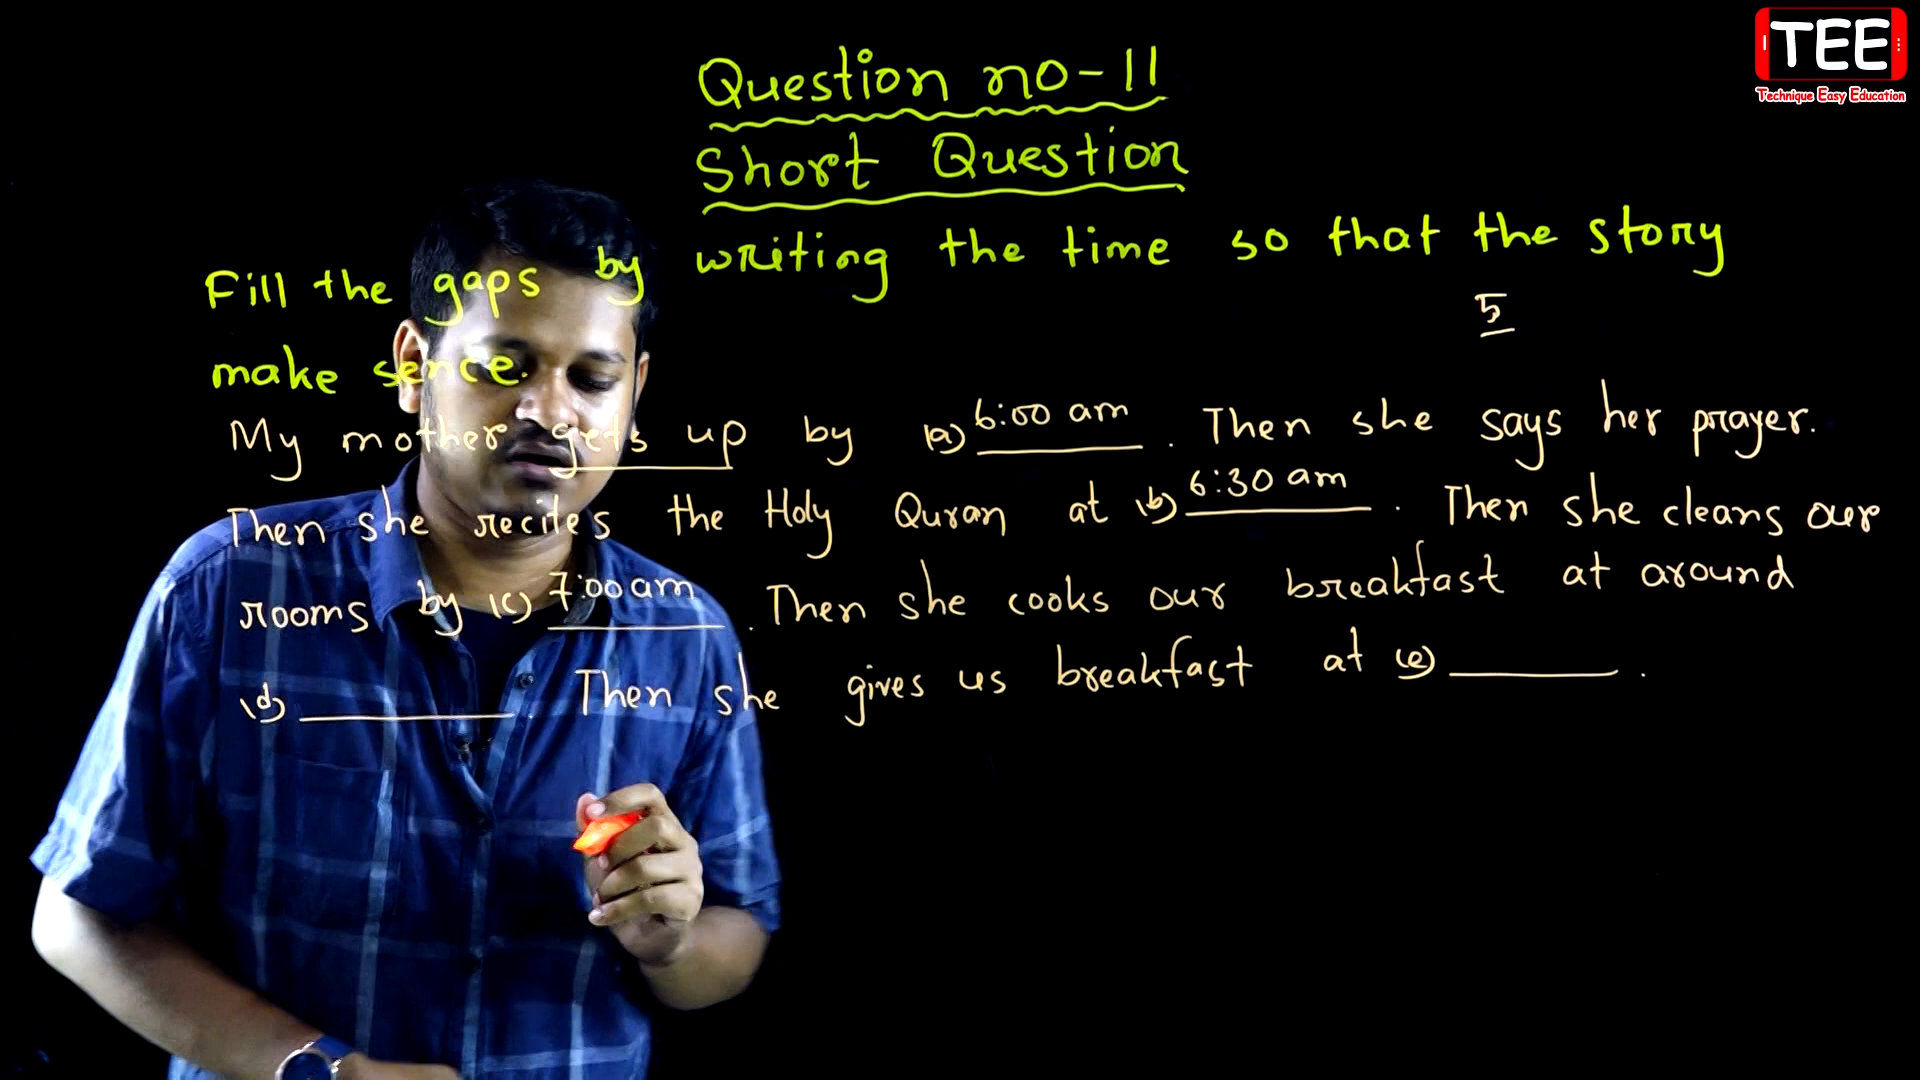 TEE
Technique Easy Education
Question no-11
Short Question
Fill the gaps by writing the time so that the story
5
make sence.
My mother gets up by (a) 6:00 am. Then she says her prayer.
Then she recites the Holy Quran at (b) 6:30 am. Then she cleans our
rooms by (c) 7:00 am. Then she cooks our breakfast at around
(d) ________. Then she gives us breakfast at (e) ________.